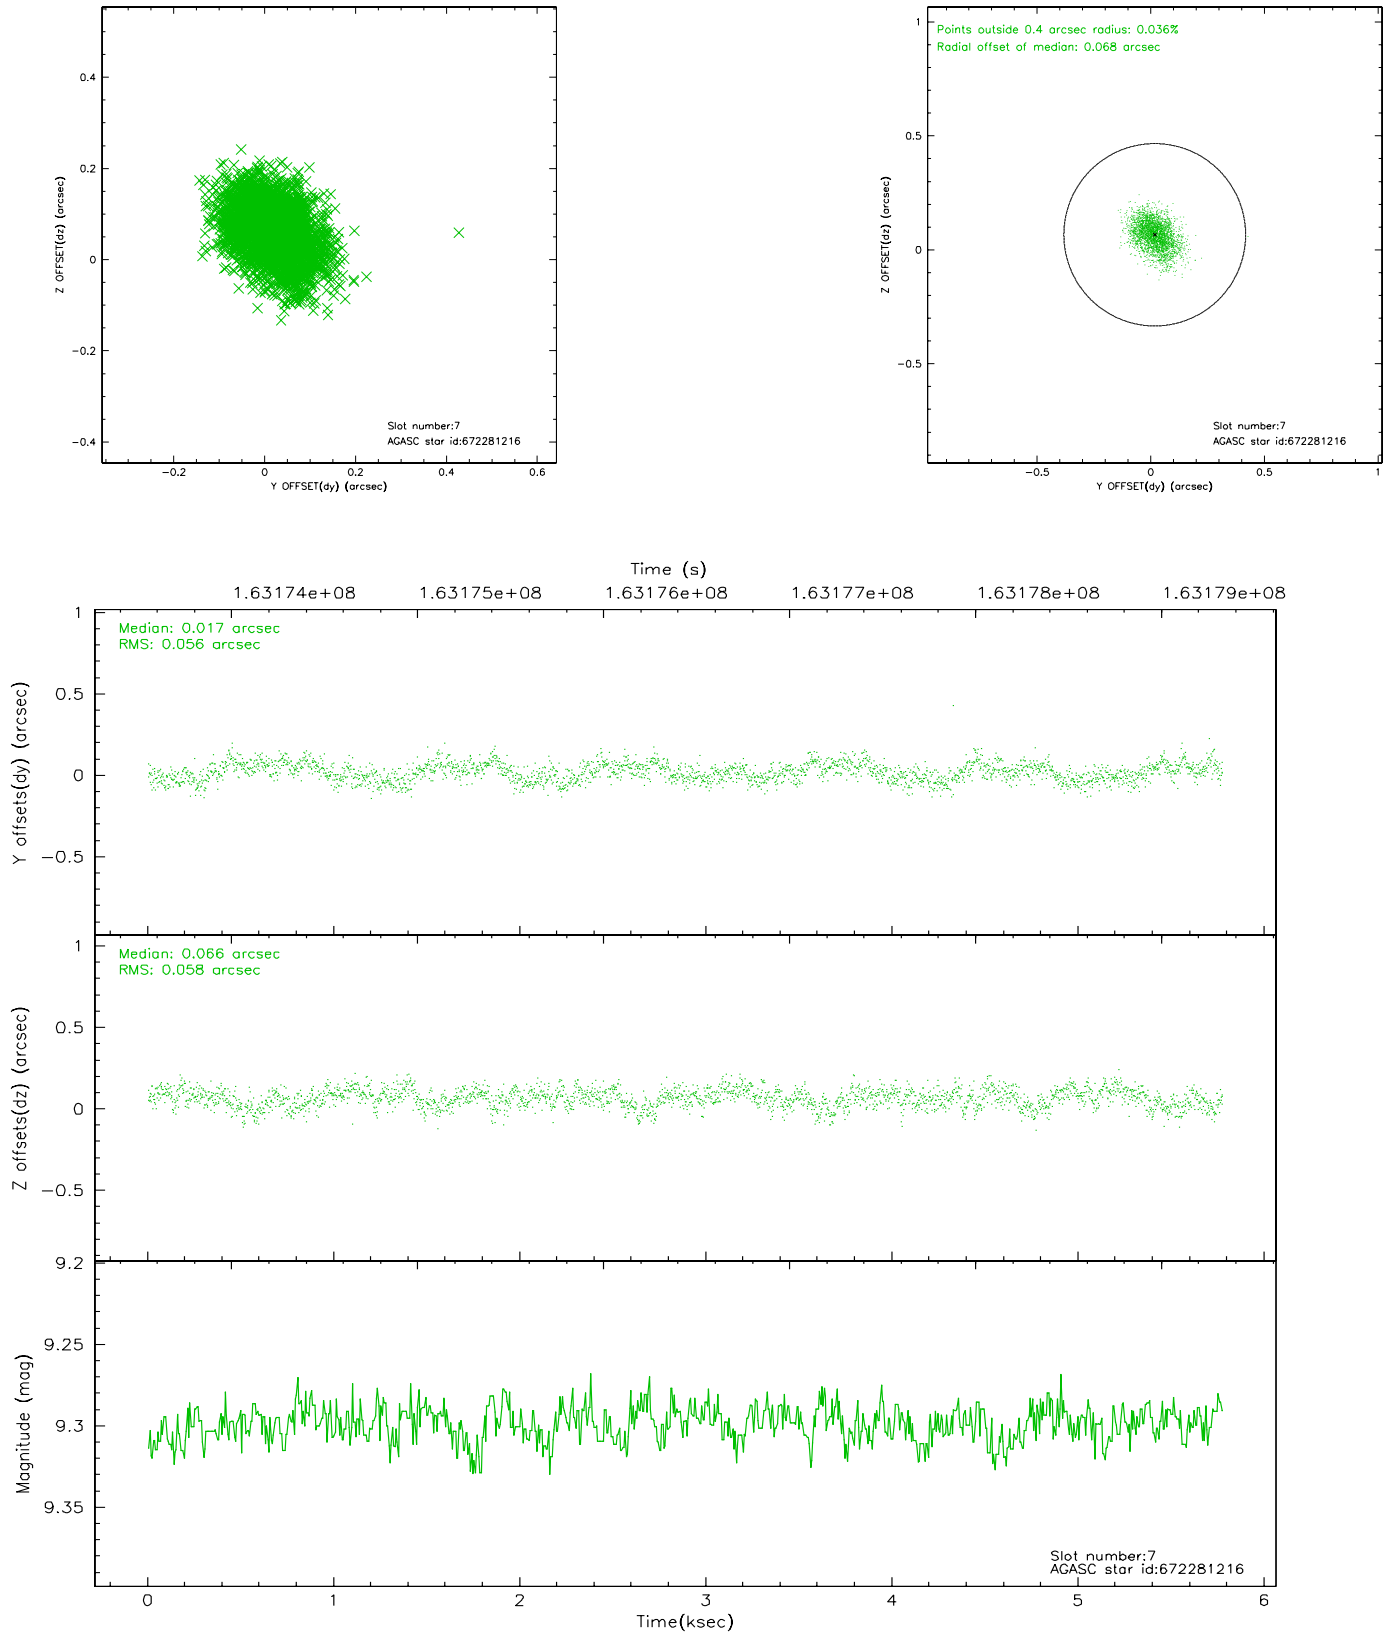 0.4
0.2
0
−0.2
−0.4
Z OFFSET(dz) (arcsec)
Slot number:7
AGASC star id:672281216
−0.2 0 0.2 0.4 0.6
Y OFFSET(dy) (arcsec)
Points outside 0.4 arcsec radius: 0.036%
Radial offset of median: 0.068 arcsec
1
0.5
0
−0.5
Z OFFSET(dz) (arcsec)
Slot number:7
AGASC star id:672281216
−0.5 0 0.5 1
Y OFFSET(dy) (arcsec)
Time (s)
1.63174e+08 1.63175e+08 1.63176e+08 1.63177e+08 1.63178e+08 1.63179e+08
Median: 0.017 arcsec
RMS: 0.056 arcsec
1
0.5
0
−0.5
Y offsets(dy) (arcsec)
Median: 0.066 arcsec
RMS: 0.058 arcsec
1
0.5
0
−0.5
Z offsets(dz) (arcsec)
9.2
9.25
9.3
9.35
Magnitude (mag)
Slot number:7
AGASC star id:672281216
0 1 2 3 4 5 6
Time(ksec)